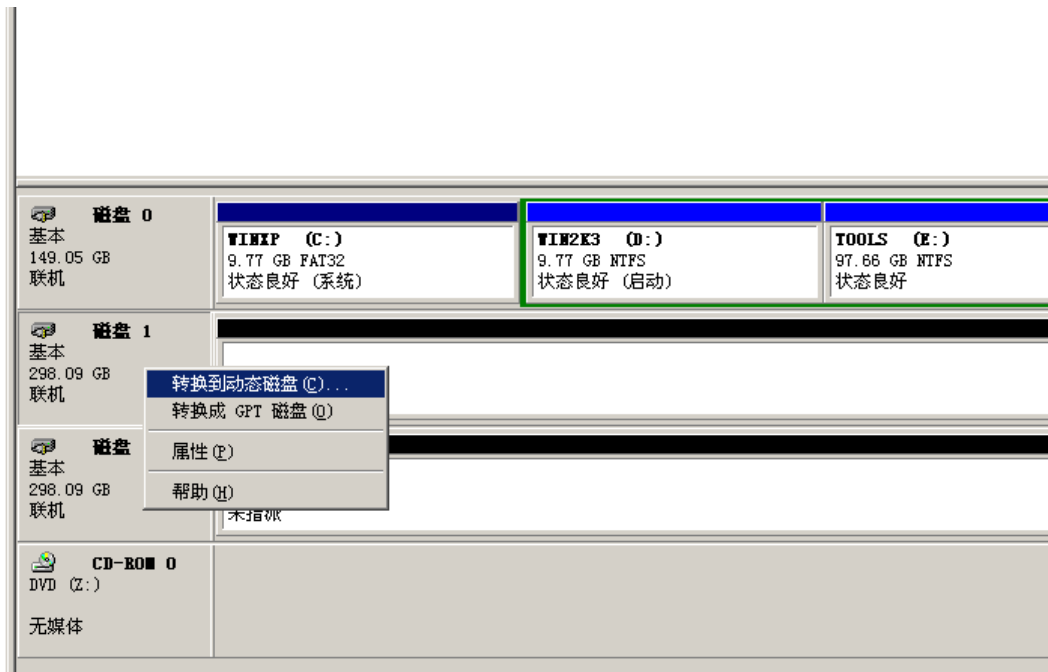 磁盘 0
基本
149.05 GB
联机
WINXP (C:)
9.77 GB FAT32
状态良好 (系统)
WIN2K3 (D:)
9.77 GB NTFS
状态良好 (启动)
TOOLS (E:)
97.66 GB NTFS
状态良好
磁盘 1
基本
298.09 GB
联机
转换到动态磁盘(C)...
转换成 GPT 磁盘(O)
属性(P)
帮助(H)
磁盘
基本
298.09 GB
联机
未指派
CD-ROM 0
DVD (Z:)
无媒体